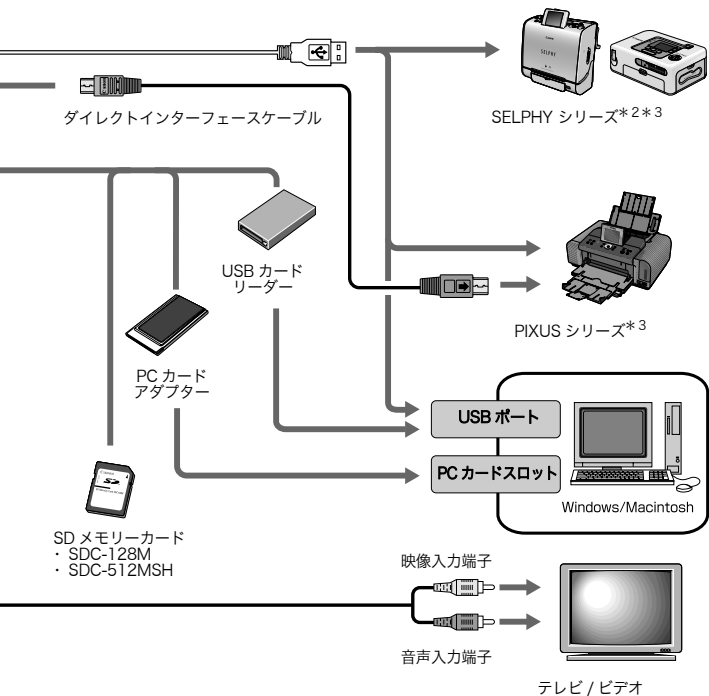 SELPHY
ダイレクトインターフェースケーブル
SELPHY シリーズ*2*3
USB カード
リーダー
PIXUS シリーズ*3
PC カード
アダプター
USB ポート
PC カードスロット
Windows/Macintosh
SD メモリーカード
・ SDC-128M
・ SDC-512MSH
映像入力端子
音声入力端子
テレビ / ビデオ